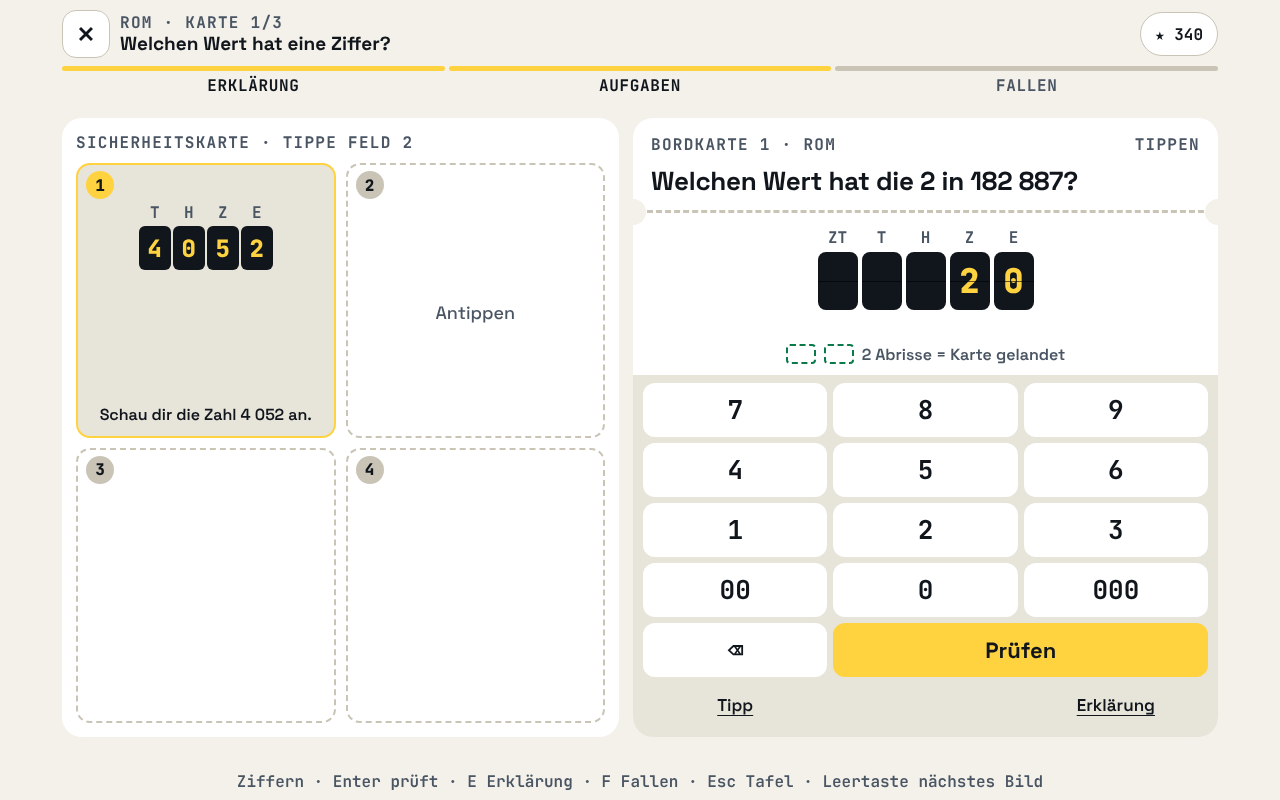 ✕
ROM · KARTE 1/3
Welchen Wert hat eine Ziffer?
★ 340
ERKLÄRUNG
AUFGABEN
FALLEN
SICHERHEITSKARTE · TIPPE FELD 2
1
T H Z E
4 0 5 2
Schau dir die Zahl 4 052 an.
2
Antippen
3
4
BORDKARTE 1 · ROM
TIPPEN
Welchen Wert hat die 2 in 182 887?
ZT T H Z E
2 0
2 Abrisse = Karte gelandet
7 8 9
4 5 6
1 2 3
00 0 000
⌫ Prüfen
Tipp
Erklärung
Ziffern · Enter prüft · E Erklärung · F Fallen · Esc Tafel · Leertaste nächstes Bild